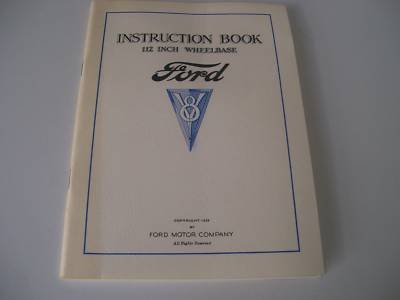 INSTRUCTION BOOK
112 INCH WHEELBASE
Ford
V8
COPYRIGHT
BY
FORD MOTOR COMPANY
All Rights Reserved